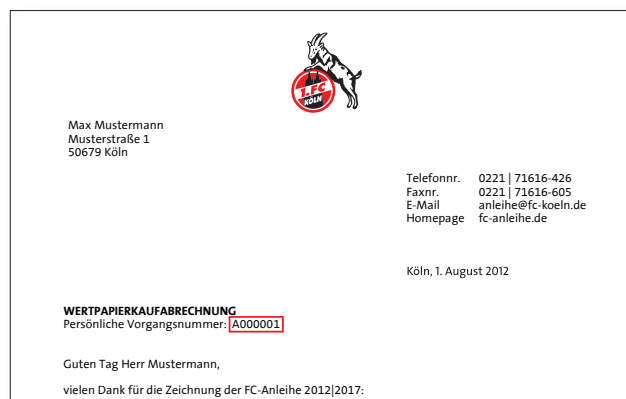 1.FC
KÖLN
Max Mustermann
Musterstraße 1
50679 Köln
Telefonnr. 0221 | 71616-426
Faxnr. 0221 | 71616-605
E-Mail anleihe@fc-koeln.de
Homepage fc-anleihe.de
Köln, 1. August 2012
WERTPAPIERKAUFABRECHNUNG
Persönliche Vorgangsnummer: A000001
Guten Tag Herr Mustermann,
vielen Dank für die Zeichnung der FC-Anleihe 2012|2017: